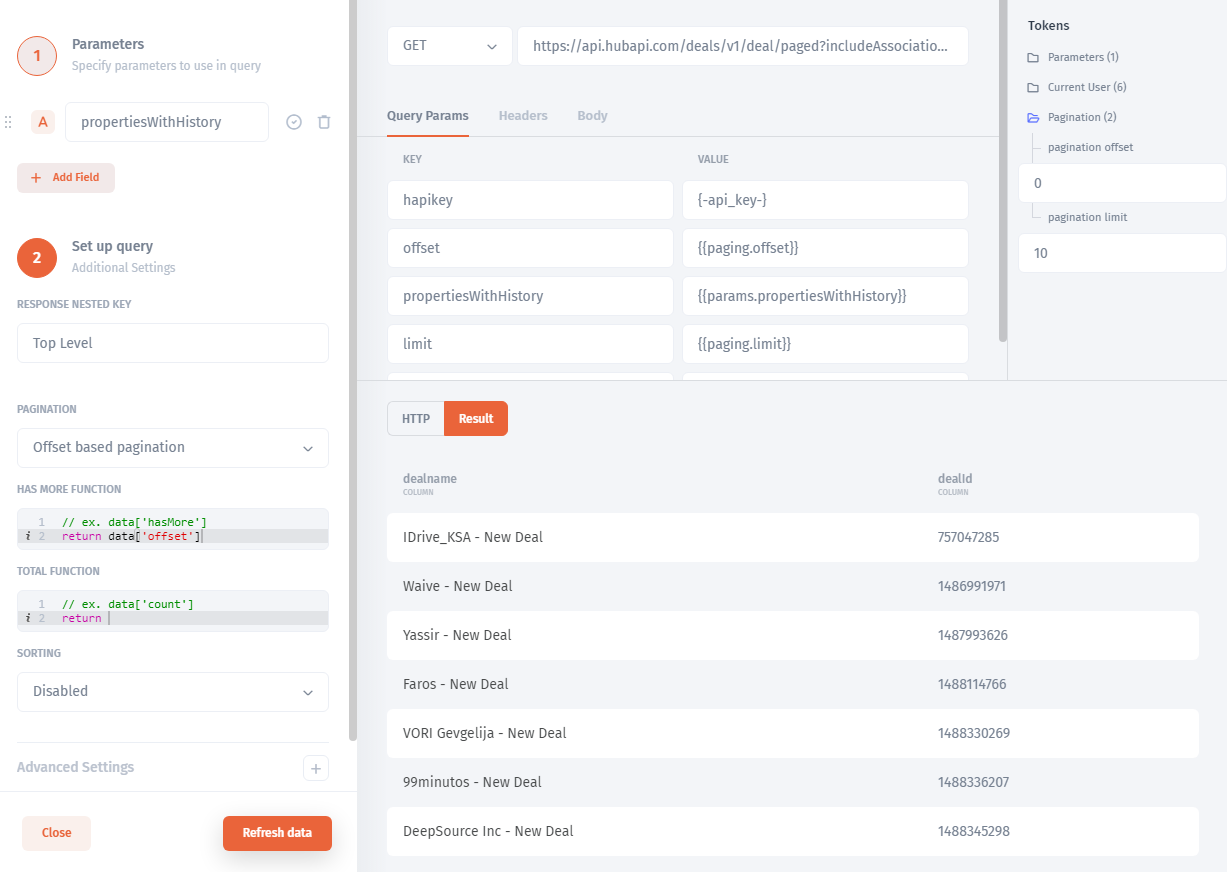 1
Parameters
Specify parameters to use in query
A
propertiesWithHistory
+ Add Field
2
Set up query
Additional Settings
RESPONSE NESTED KEY
Top Level
PAGINATION
Offset based pagination
HAS MORE FUNCTION
1 // ex. data['hasMore']
i 2 return data['offset']
TOTAL FUNCTION
1 // ex. data['count']
i 2 return
SORTING
Disabled
Advanced Settings
+
Close
Refresh data
GET
https://api.hubapi.com/deals/v1/deal/paged?includeAssociatio...
Query Params Headers Body
KEY VALUE
hapikey {-api_key-}
offset {{paging.offset}}
propertiesWithHistory {{params.propertiesWithHistory}}
limit {{paging.limit}}
Tokens
Parameters (1)
Current User (6)
Pagination (2)
pagination offset
0
pagination limit
10
HTTP Result
dealname dealId
COLUMN COLUMN
IDrive_KSA - New Deal 757047285
Waive - New Deal 1486991971
Yassir - New Deal 1487993626
Faros - New Deal 1488114766
VORI Gevgelija - New Deal 1488330269
99minutos - New Deal 1488336207
DeepSource Inc - New Deal 1488345298